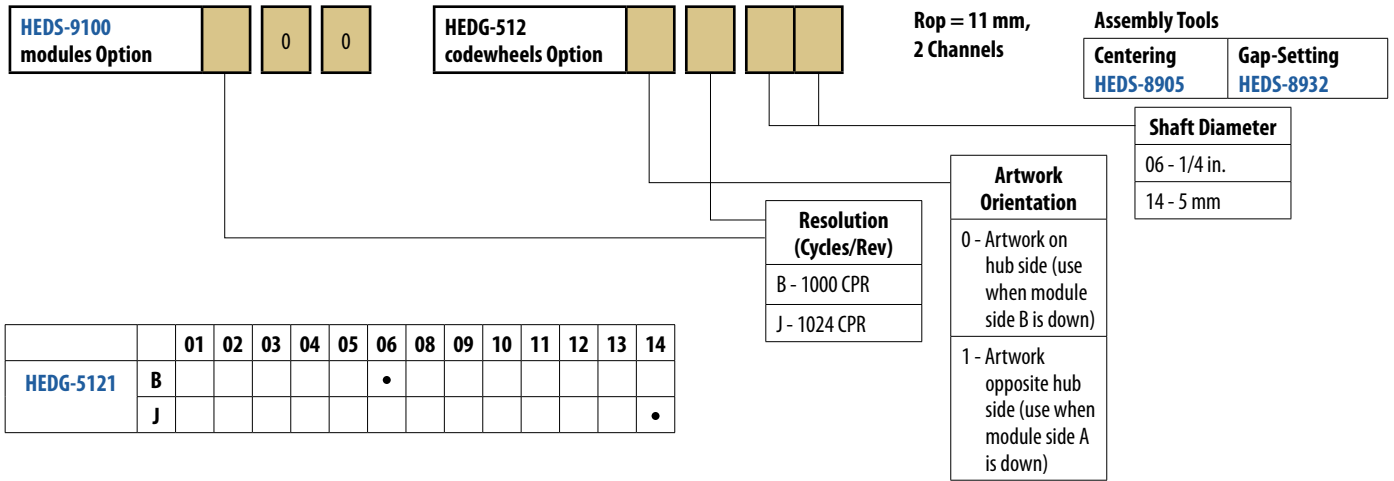 HEDS-9100
modules Option
0
0
HEDG-512
codewheels Option
Rop = 11 mm,
2 Channels
Assembly Tools
Centering
HEDS-8905
Gap-Setting
HEDS-8932
Shaft Diameter
06 - 1/4 in.
14 - 5 mm
Artwork
Orientation
0 - Artwork on
hub side (use
when module
side B is down)
1 - Artwork
opposite hub
side (use when
module side A
is down)
Resolution
(Cycles/Rev)
B - 1000 CPR
J - 1024 CPR
01 02 03 04 05 06 08 09 10 11 12 13 14
HEDG-5121 B •
J •